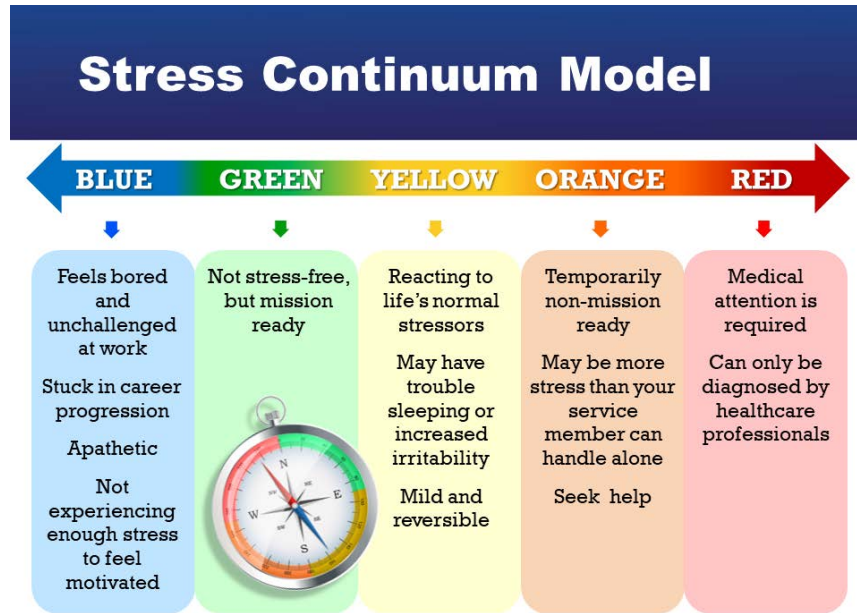 Stress Continuum Model
BLUE GREEN YELLOW ORANGE RED
Feels bored
and
unchallenged
at work
Stuck in career
progression
Apathetic
Not
experiencing
enough stress
to feel
motivated
Not stress-free,
but mission
ready
N
E
S
W
Reacting to
life's normal
stressors
May have
trouble
sleeping or
increased
irritability
Mild and
reversible
Temporarily
non-mission
ready
May be more
stress than your
service
member can
handle alone
Seek help
Medical
attention is
required
Can only be
diagnosed by
healthcare
professionals